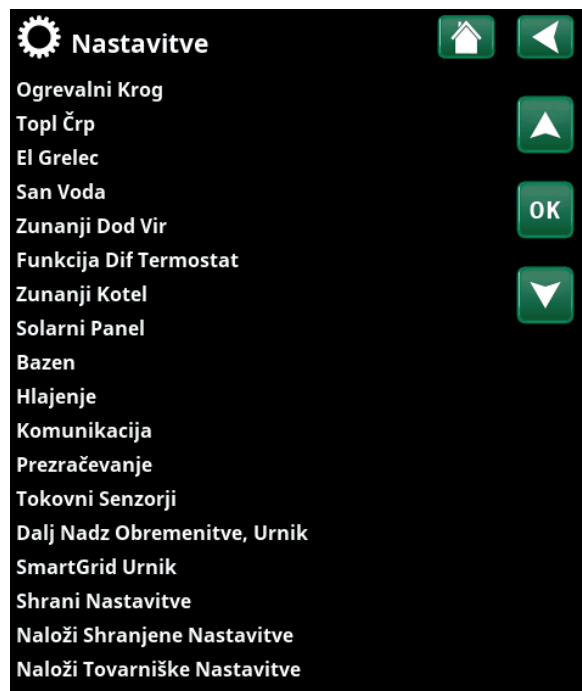 Nastavitve
Ogrevalni Krog
Topl Črp
El Grelec
San Voda
Zunanji Dod Vir
OK
Funkcija Dif Termostat
Zunanji Kotel
Solarni Panel
Bazen
Hlajenje
Komunikacija
Prezračevanje
Tokovni Senzorji
Dalj Nadz Obremenitve, Urnik
SmartGrid Urnik
Shrani Nastavitve
Naloži Shranjene Nastavitve
Naloži Tovarniške Nastavitve